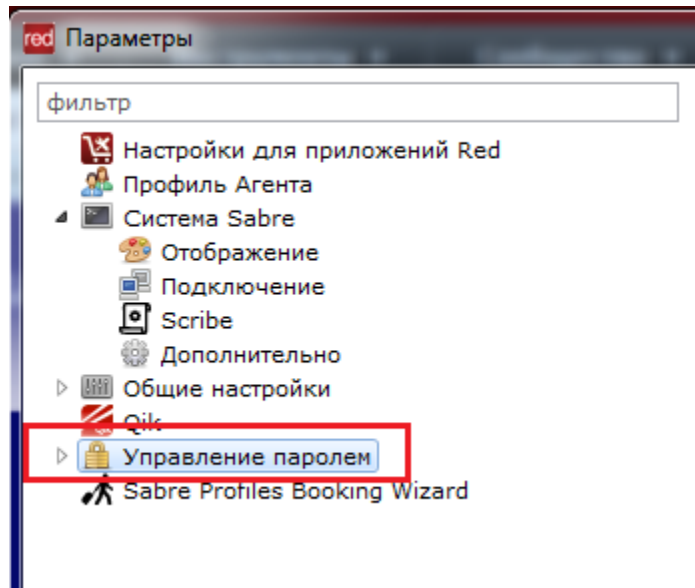 red Параметры
фильтр
Настройки для приложений Red
Профиль Агента
Система Sabre
Отображение
Подключение
Scribe
Дополнительно
Общие настройки
Qik
Управление паролем
Sabre Profiles Booking Wizard